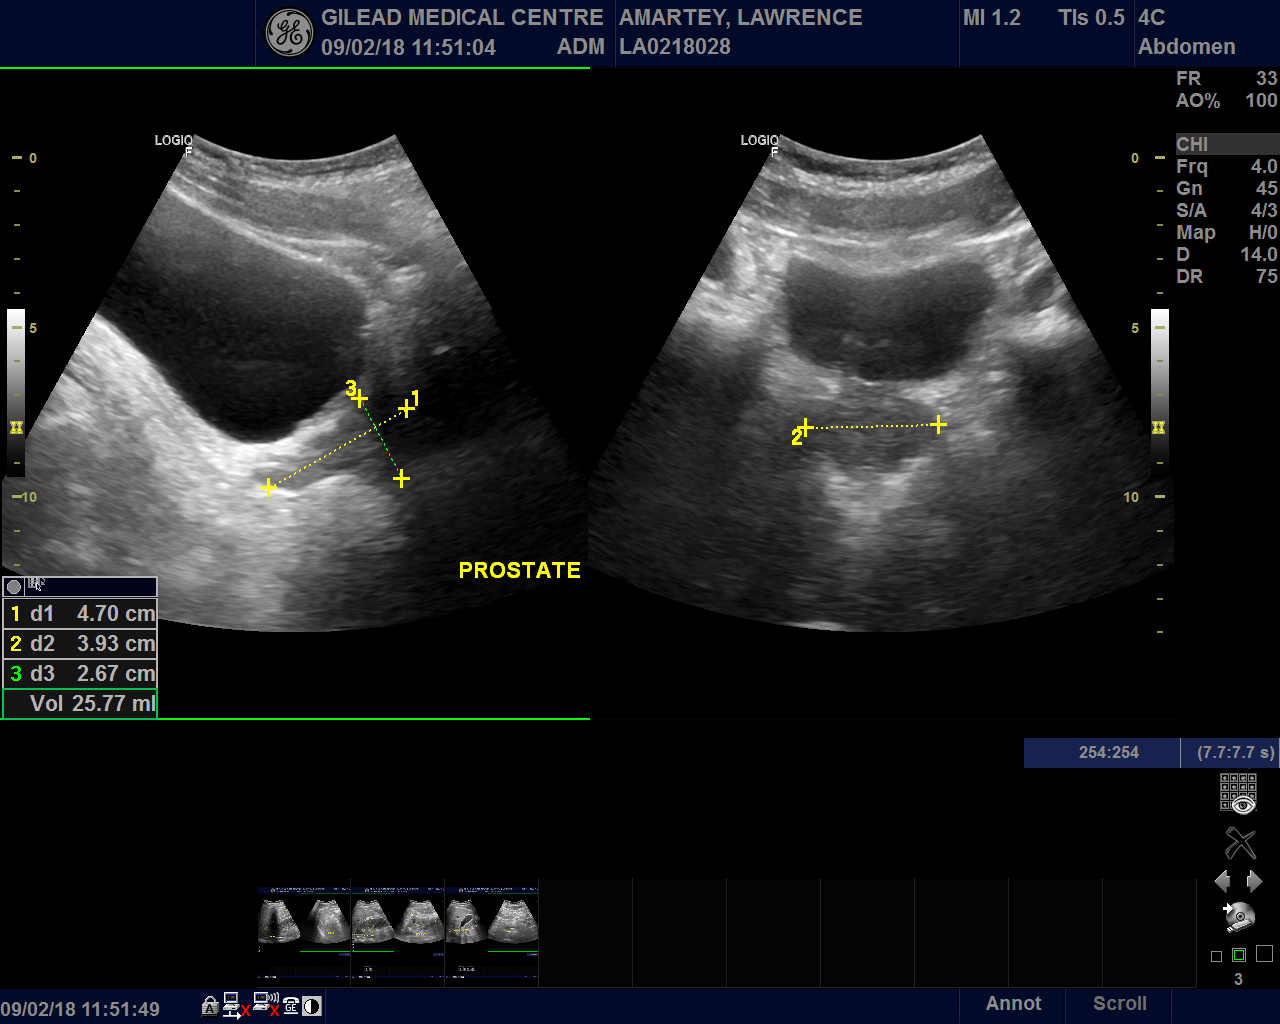 GILEAD MEDICAL CENTRE
09/02/18 11:51:04 ADM
AMARTEY, LAWRENCE
LA0218028
MI 1.2 TIs 0.5
4C
Abdomen
FR 33
AO% 100
CHI
Frq 4.0
Gn 45
S/A 4/3
Map H/0
D 14.0
DR 75
LOGIQ
F
LOGIQ
F
0
5
10
0
5
10
3
1
2
PROSTATE
1 d1 4.70 cm
2 d2 3.93 cm
3 d3 2.67 cm
Vol 25.77 ml
254:254 (7.7:7.7 s)
3
09/02/18 11:51:49
A
X
X
GE
Annot
Scroll